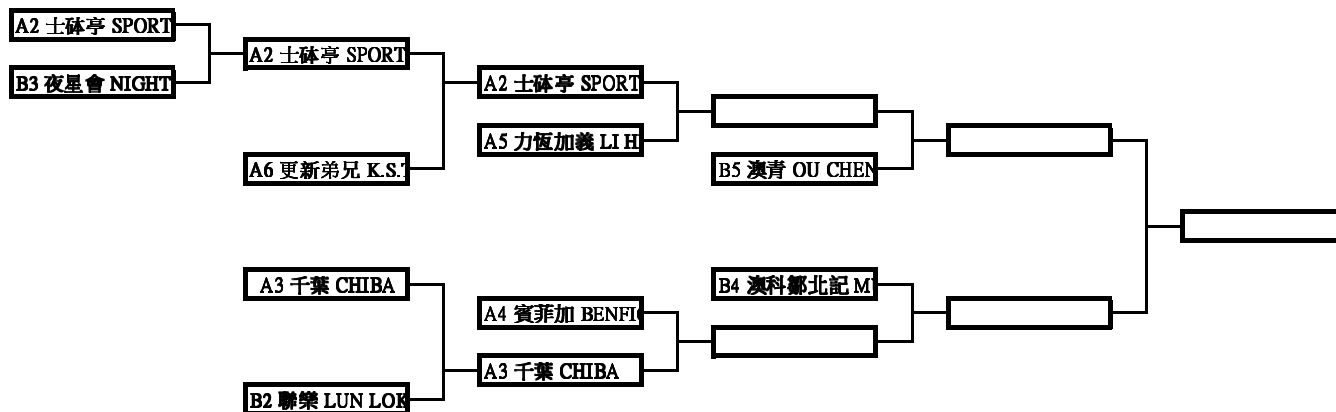 A2 士砵亭 SPORT
B3 夜星會 NIGHT
A2 士砵亭 SPORT
A6 更新弟兄 K.S.T
A3 千葉 CHIBA
B2 聯樂 LUN LOK
A2 士砵亭 SPORT
A5 力恆加義 LI H
A4 賓菲加 BENFIC
A3 千葉 CHIBA
B5 澳青 OU CHEN
B4 澳科鄒北記 M